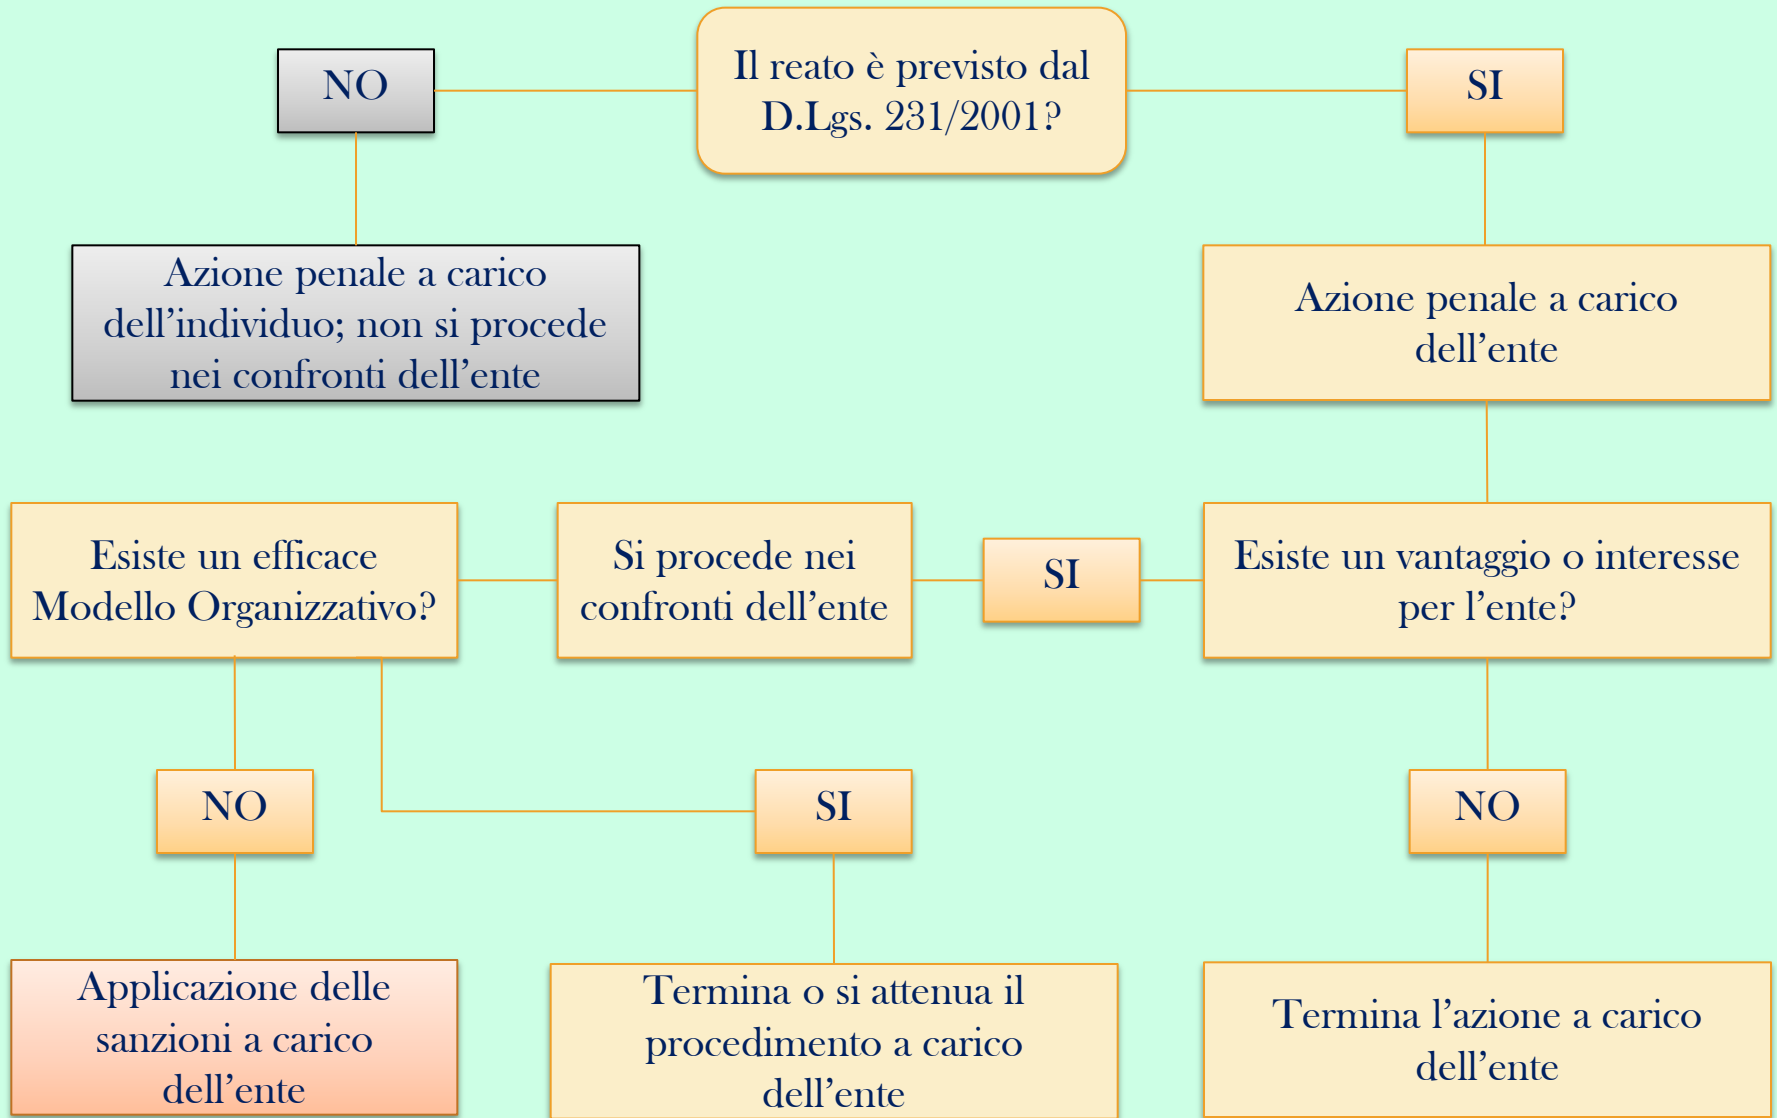 Il reato è previsto dal
D.Lgs. 231/2001?
NO
SI
Azione penale a carico
dell’individuo; non si procede
nei confronti dell’ente
Azione penale a carico
dell’ente
Esiste un efficace
Modello Organizzativo?
Si procede nei
confronti dell’ente
SI
Esiste un vantaggio o interesse
per l’ente?
NO
SI
NO
Applicazione delle
sanzioni a carico
dell’ente
Termina o si attenua il
procedimento a carico
dell’ente
Termina l’azione a carico
dell’ente